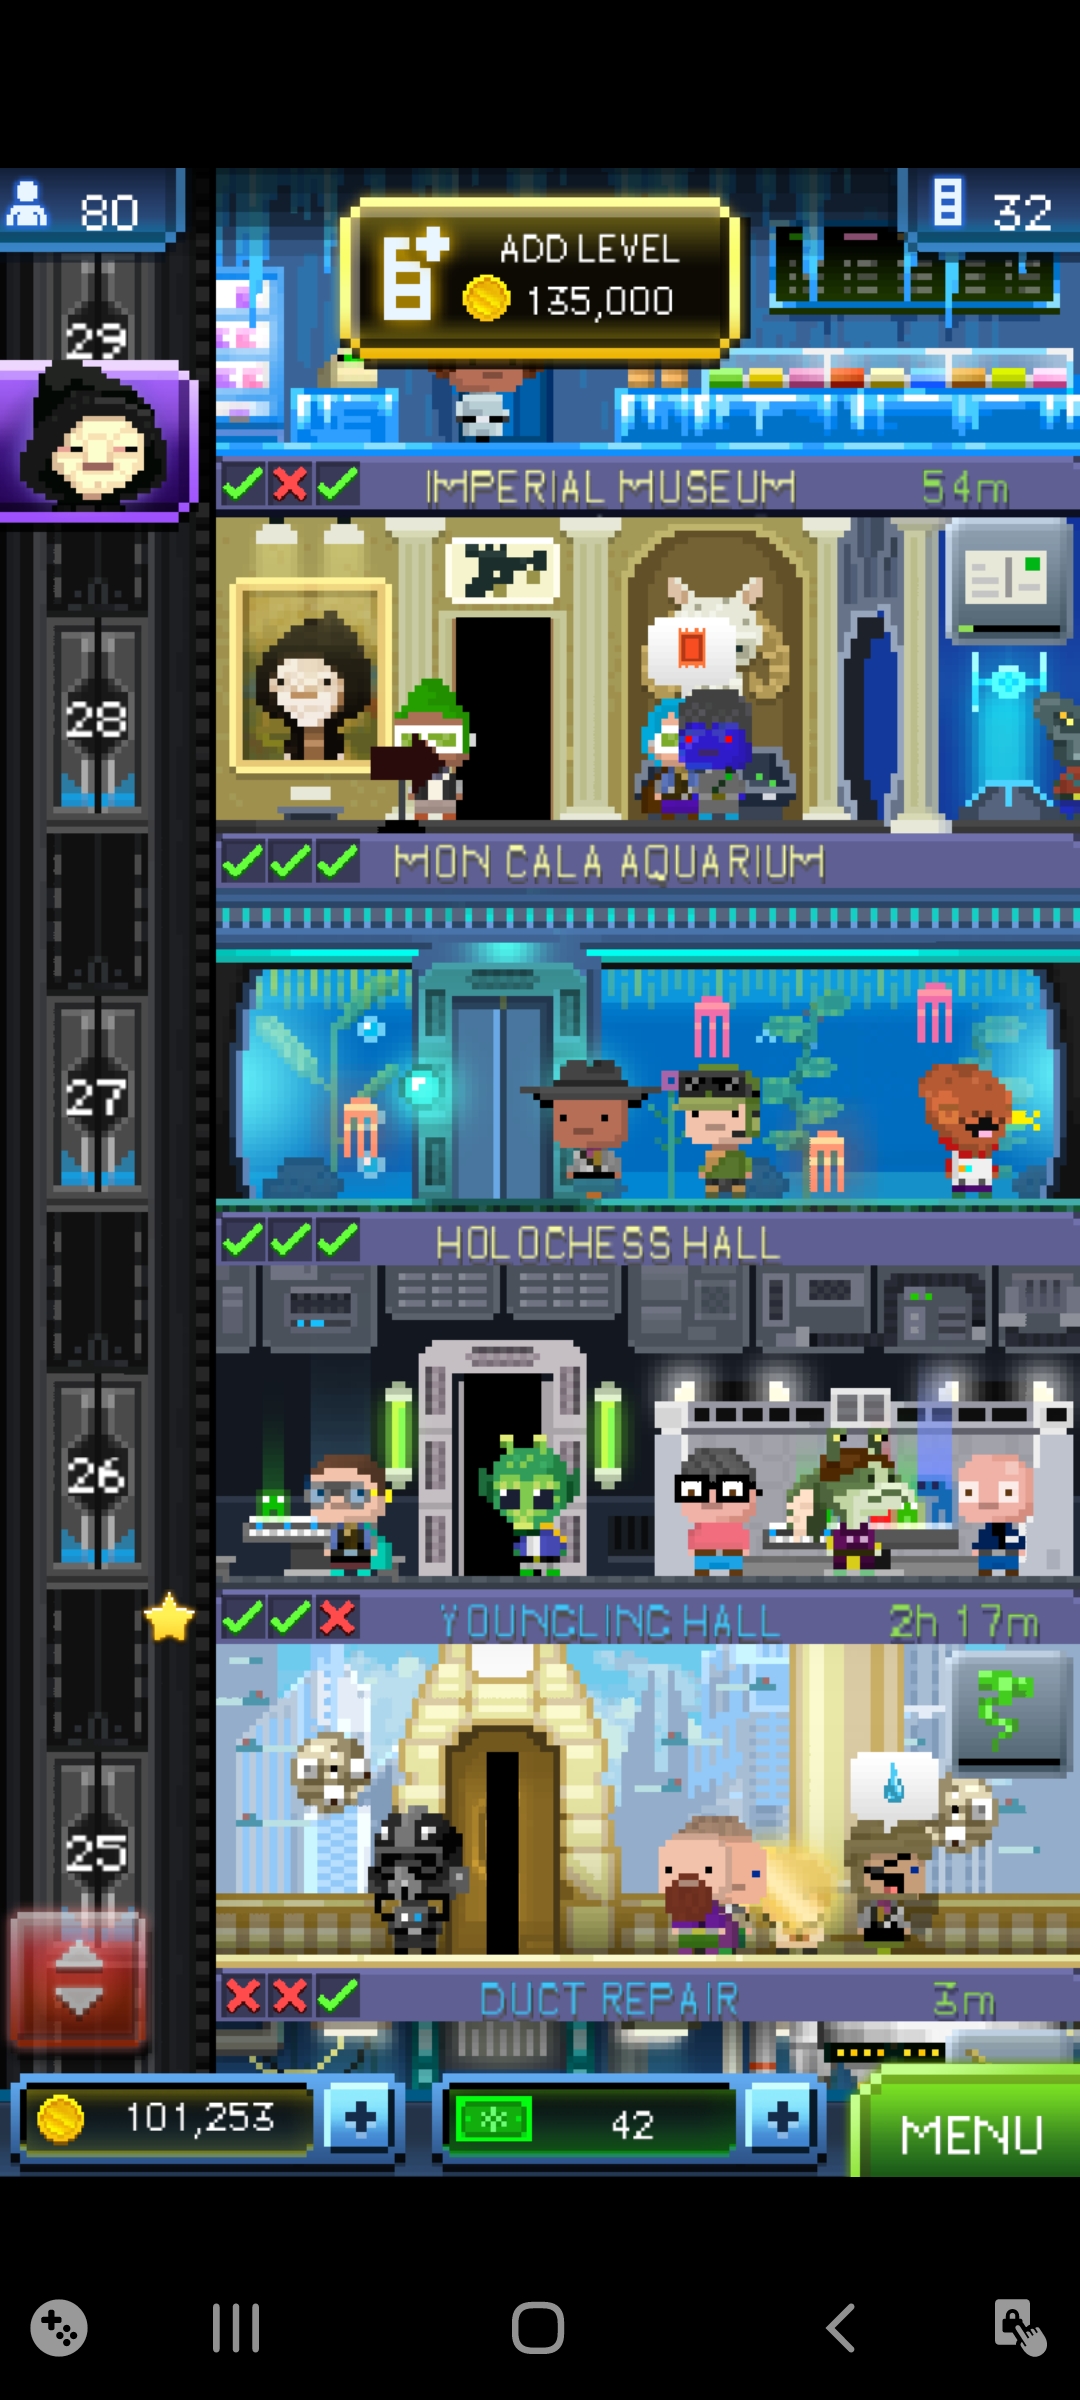 80
ADD LEVEL
135,000
32
29
IMPERIAL MUSEUM
54m
28
MON CALA AQUARIUM
27
HOLOCHESS HALL
26
YOUNGLING HALL
2h 17m
25
DUCT REPAIR
3m
101,253
42
MENU